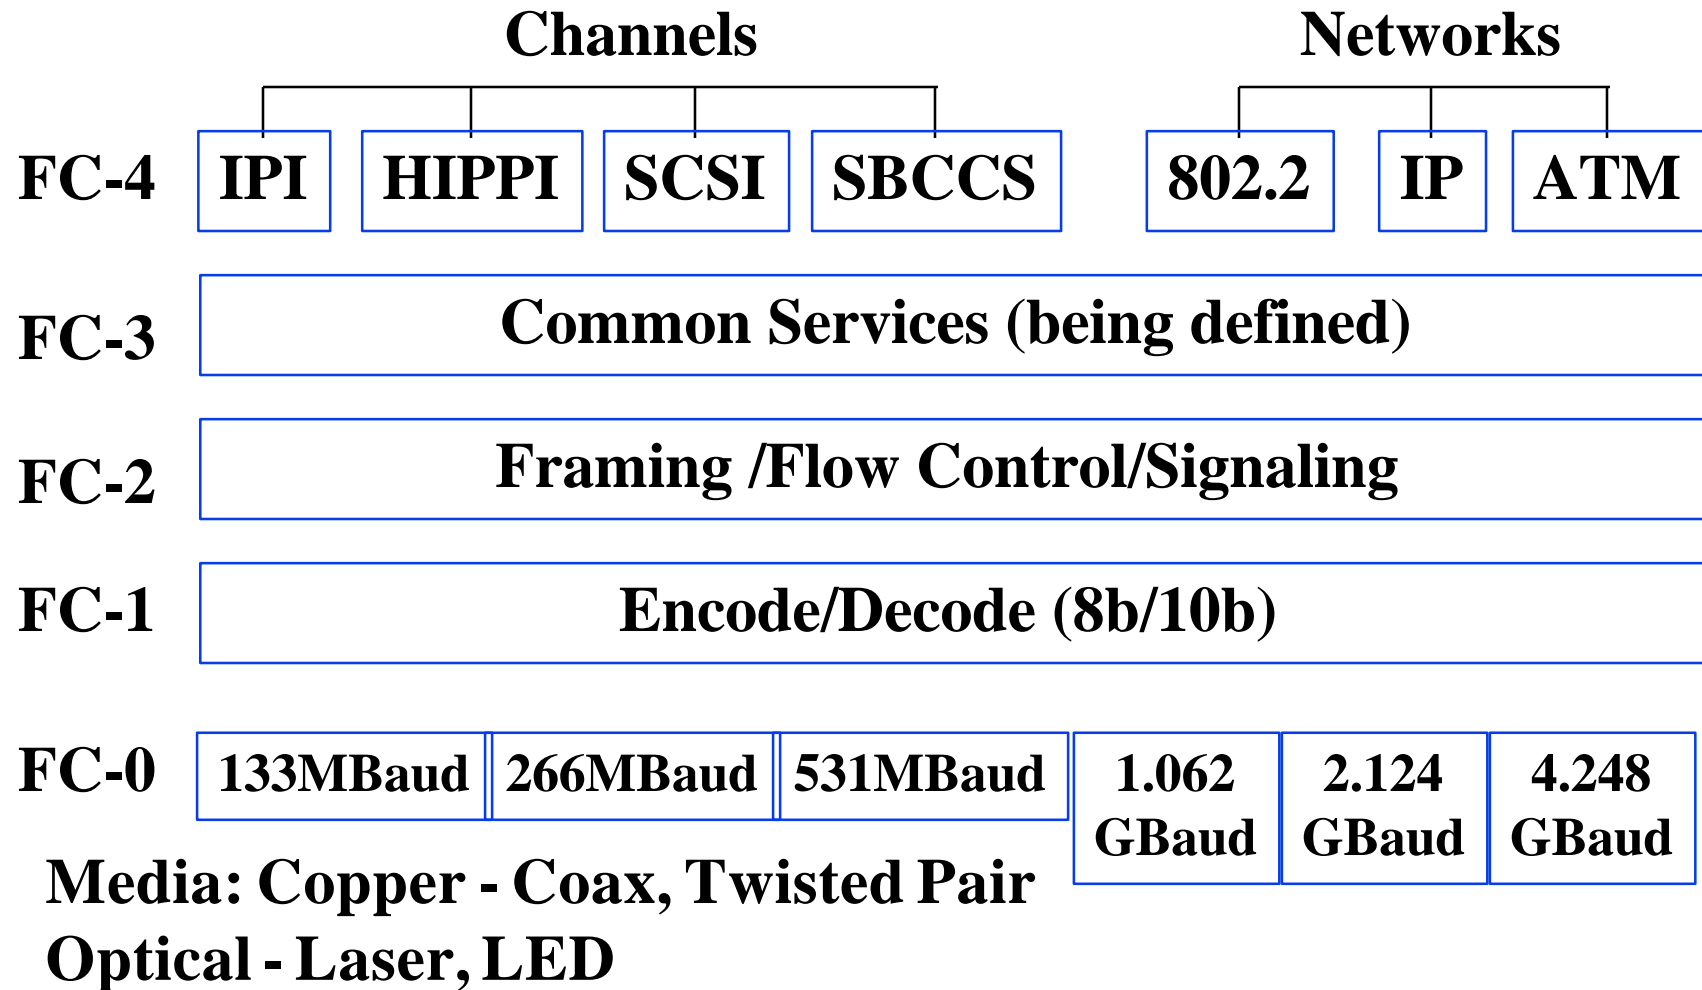 Channels Networks
FC-4 IPI HIPPI SCSI SBCCS 802.2 IP ATM
FC-3 Common Services (being defined)
FC-2 Framing /Flow Control/Signaling
FC-1 Encode/Decode (8b/10b)
FC-0 133MBaud 266MBaud 531MBaud 1.062 GBaud 2.124 GBaud 4.248 GBaud
Media: Copper - Coax, Twisted Pair
Optical - Laser, LED